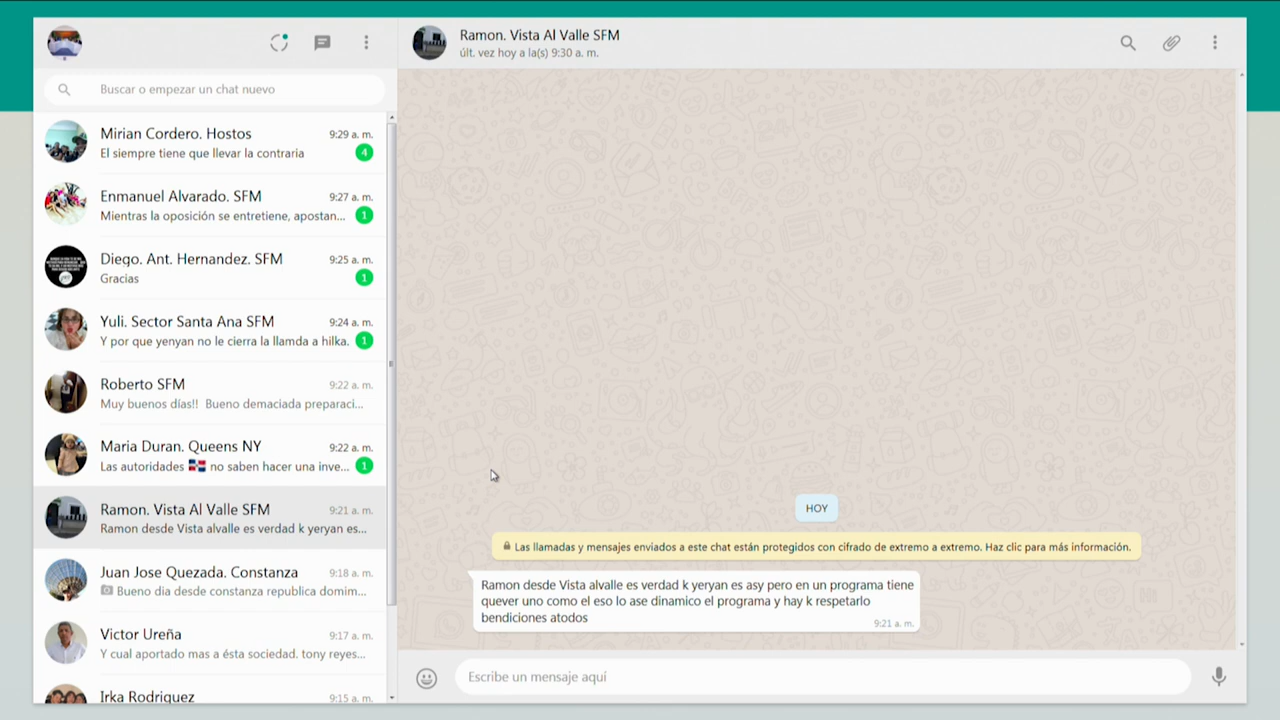 Buscar o empezar un chat nuevo
Mirian Cordero. Hostos 9:29 a. m.
El siempre tiene que llevar la contraria 4
Enmanuel Alvarado. SFM 9:27 a. m.
Mientras la oposición se entretiene, apostan... 1
Diego. Ant. Hernandez. SFM 9:25 a. m.
Gracias 1
Yuli. Sector Santa Ana SFM 9:24 a. m.
Y por que yenyan no le cierra la llamda a hilka. 1
Roberto SFM 9:22 a. m.
Muy buenos días!! Bueno demaciada preparaci...
Maria Duran. Queens NY 9:22 a. m.
Las autoridades 🇩🇴 no saben hacer una inve... 1
Ramon. Vista Al Valle SFM 9:21 a. m.
Ramon desde Vista alvalle es verdad k yeryan es...
Juan Jose Quezada. Constanza 9:18 a. m.
Bueno dia desde constanza republica domim...
Victor Ureña 9:17 a. m.
Y cual aportado mas a ésta sociedad. tony reyes...
Irka Rodriguez 9:15 a. m.
Ramon. Vista Al Valle SFM
últ. vez hoy a la(s) 9:30 a. m.
HOY
Las llamadas y mensajes enviados a este chat están protegidos con cifrado de extremo a extremo. Haz clic para más información.
Ramon desde Vista alvalle es verdad k yeryan es asy pero en un programa tiene
quever uno como el eso lo ase dinamico el programa y hay k respetarlo
bendiciones atodos
9:21 a. m.
Escribe un mensaje aquí